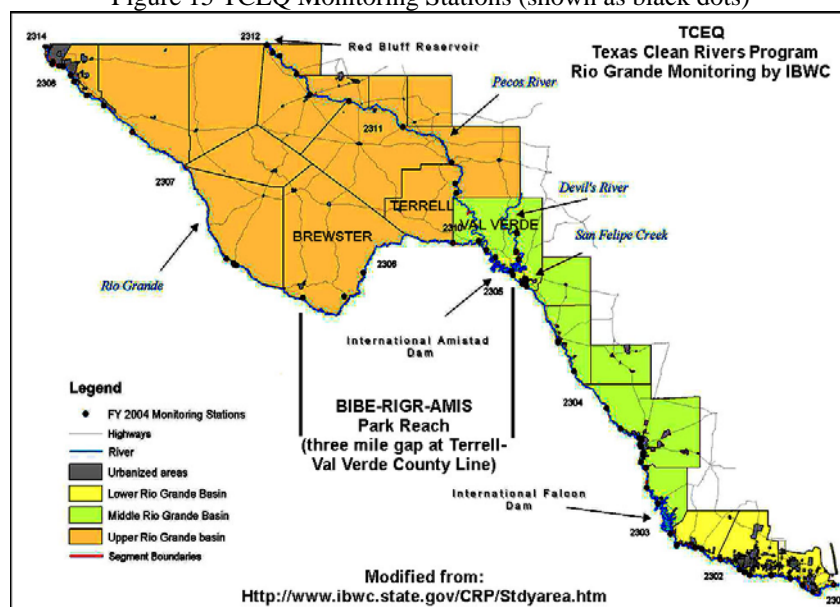 Figure 15 TCEQ Monitoring Stations (shown as black dots)
TCEQ
Texas Clean Rivers Program
Rio Grande Monitoring by IBWC
2314
2312
Red Bluff Reservoir
Pecos River
2311
2307
Devil's River
TERRELL
VAL VERDE
2310
BREWSTER
San Felipe Creek
2306
Rio Grande
2305
International Amistad
Dam
Legend
FY 2004 Monitoring Stations
Highways
River
Urbanized areas
Lower Rio Grande Basin
Middle Rio Grande Basin
Upper Rio Grande basin
Segment Boundaries
BIBE-RIGR-AMIS
Park Reach
(three mile gap at Terrell-
Val Verde County Line)
2304
International Falcon
Dam
2303
2302
Modified from:
Http://www.ibwc.state.gov/CRP/Stdyarea.htm